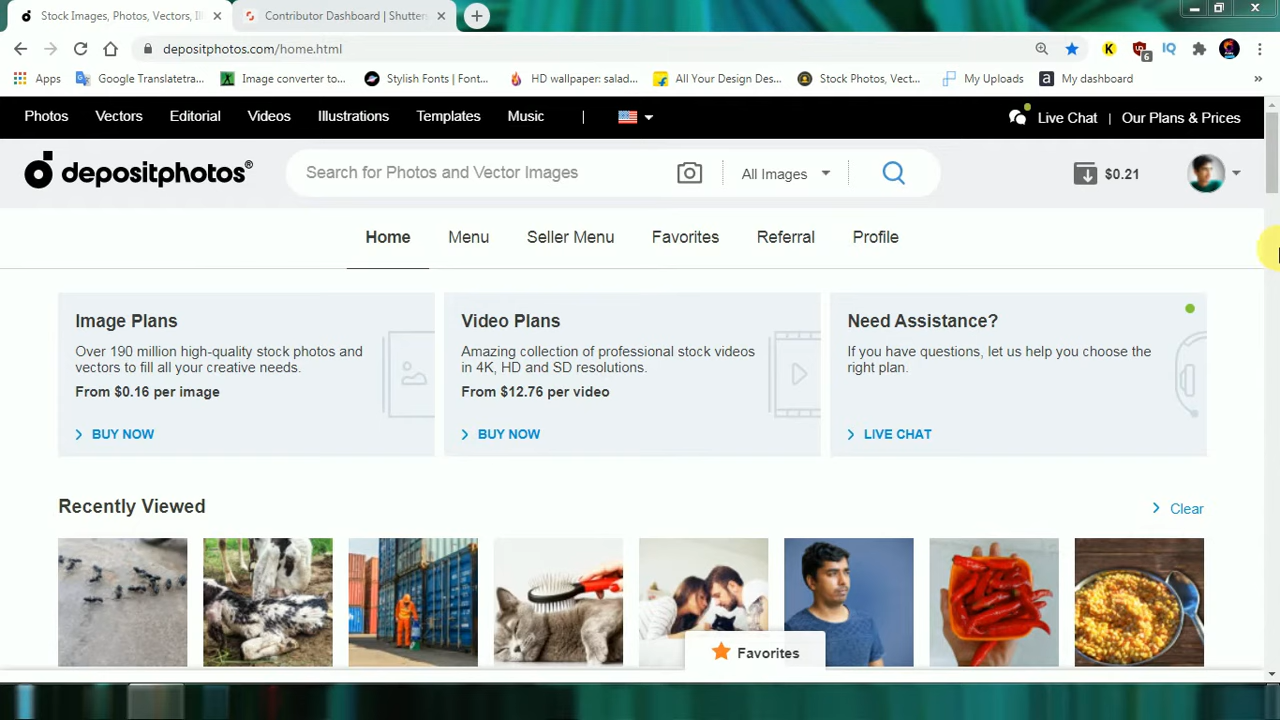 Stock Images, Photos, Vectors,
Contributor Dashboard | Shutter
depositphotos.com/home.html
K
6
IQ
Apps
Google Translatetra...
Image converter to...
Stylish Fonts | Font...
HD wallpaper: salad...
All Your Design Des...
Stock Photos, Vect...
My Uploads
a My dashboard
»
Photos
Vectors
Editorial
Videos
Illustrations
Templates
Music
|
Live Chat | Our Plans & Prices
depositphotos®
Search for Photos and Vector Images
All Images
$0.21
Home
Menu
Seller Menu
Favorites
Referral
Profile
Image Plans
Over 190 million high-quality stock photos and
vectors to fill all your creative needs.
From $0.16 per image
BUY NOW
Video Plans
Amazing collection of professional stock videos
in 4K, HD and SD resolutions.
From $12.76 per video
BUY NOW
Need Assistance?
If you have questions, let us help you choose the
right plan.
LIVE CHAT
Recently Viewed
Clear
Favorites